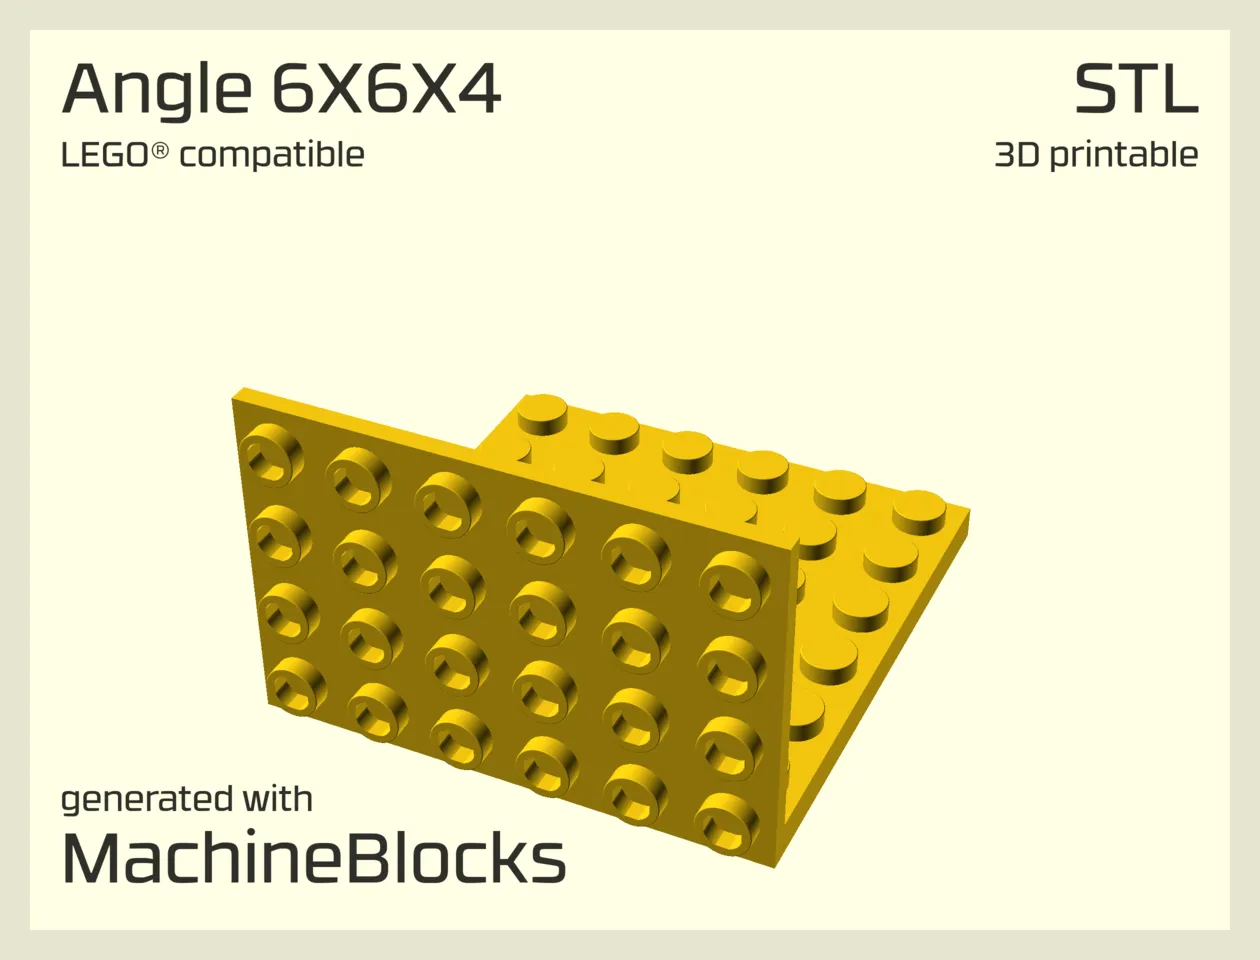 Angle 6X6X4
LEGO® compatible
STL
3D printable
generated with
MachineBlocks